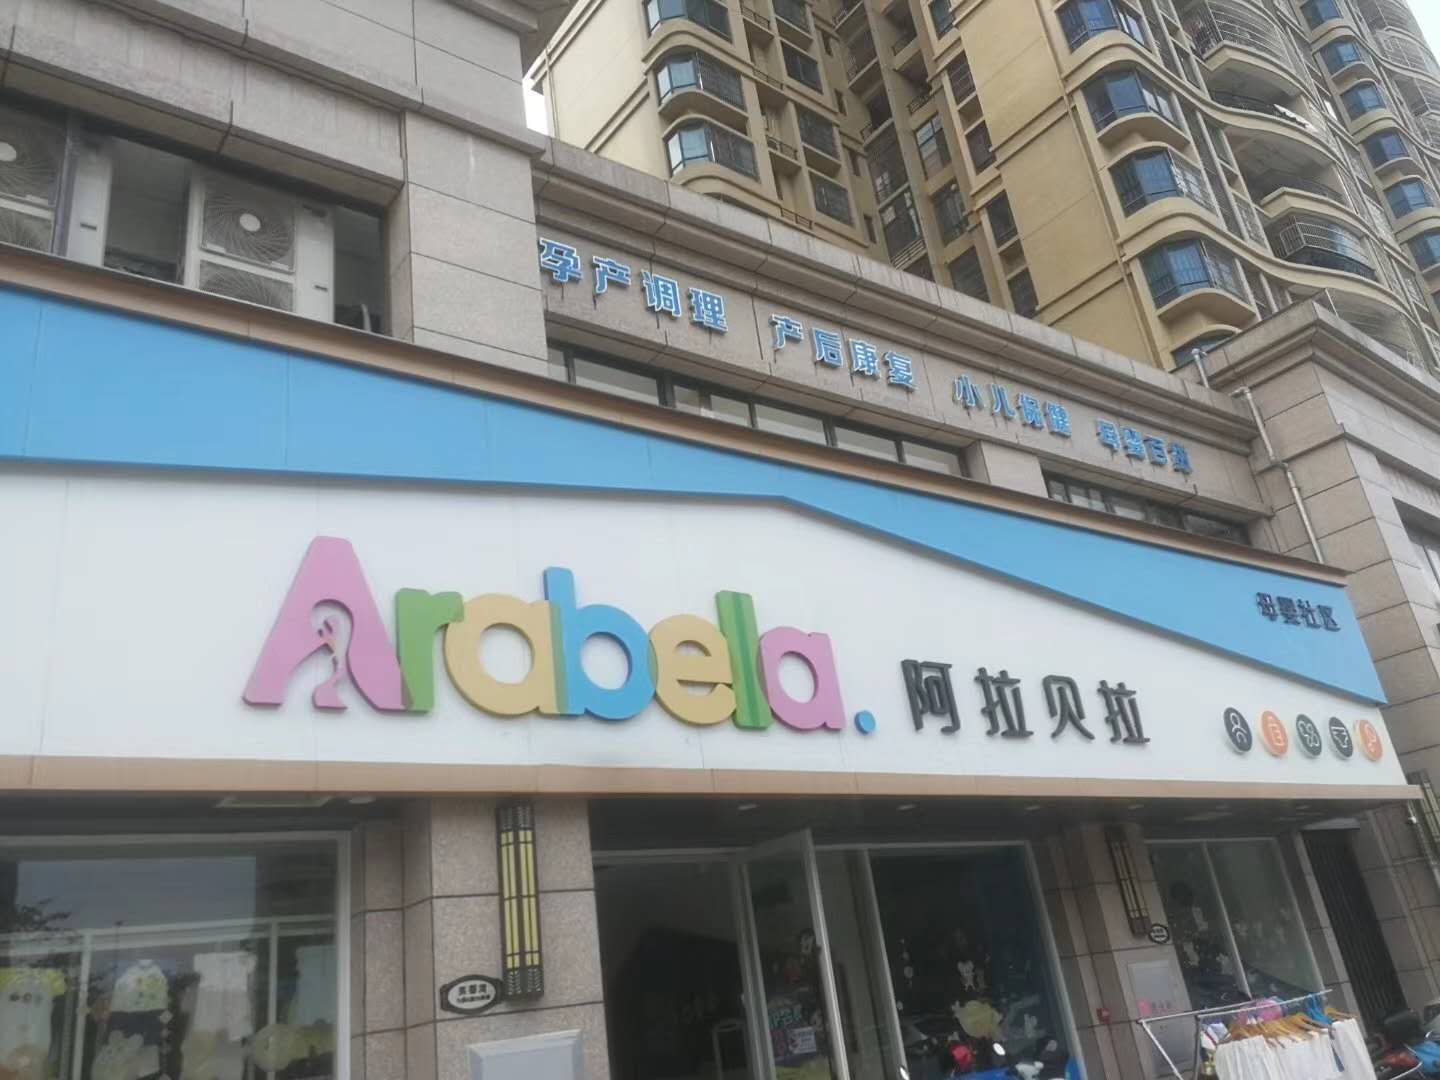 孕产调理 产后康复 小儿保健 母婴百货
母婴社区
Arabela. 阿拉贝拉